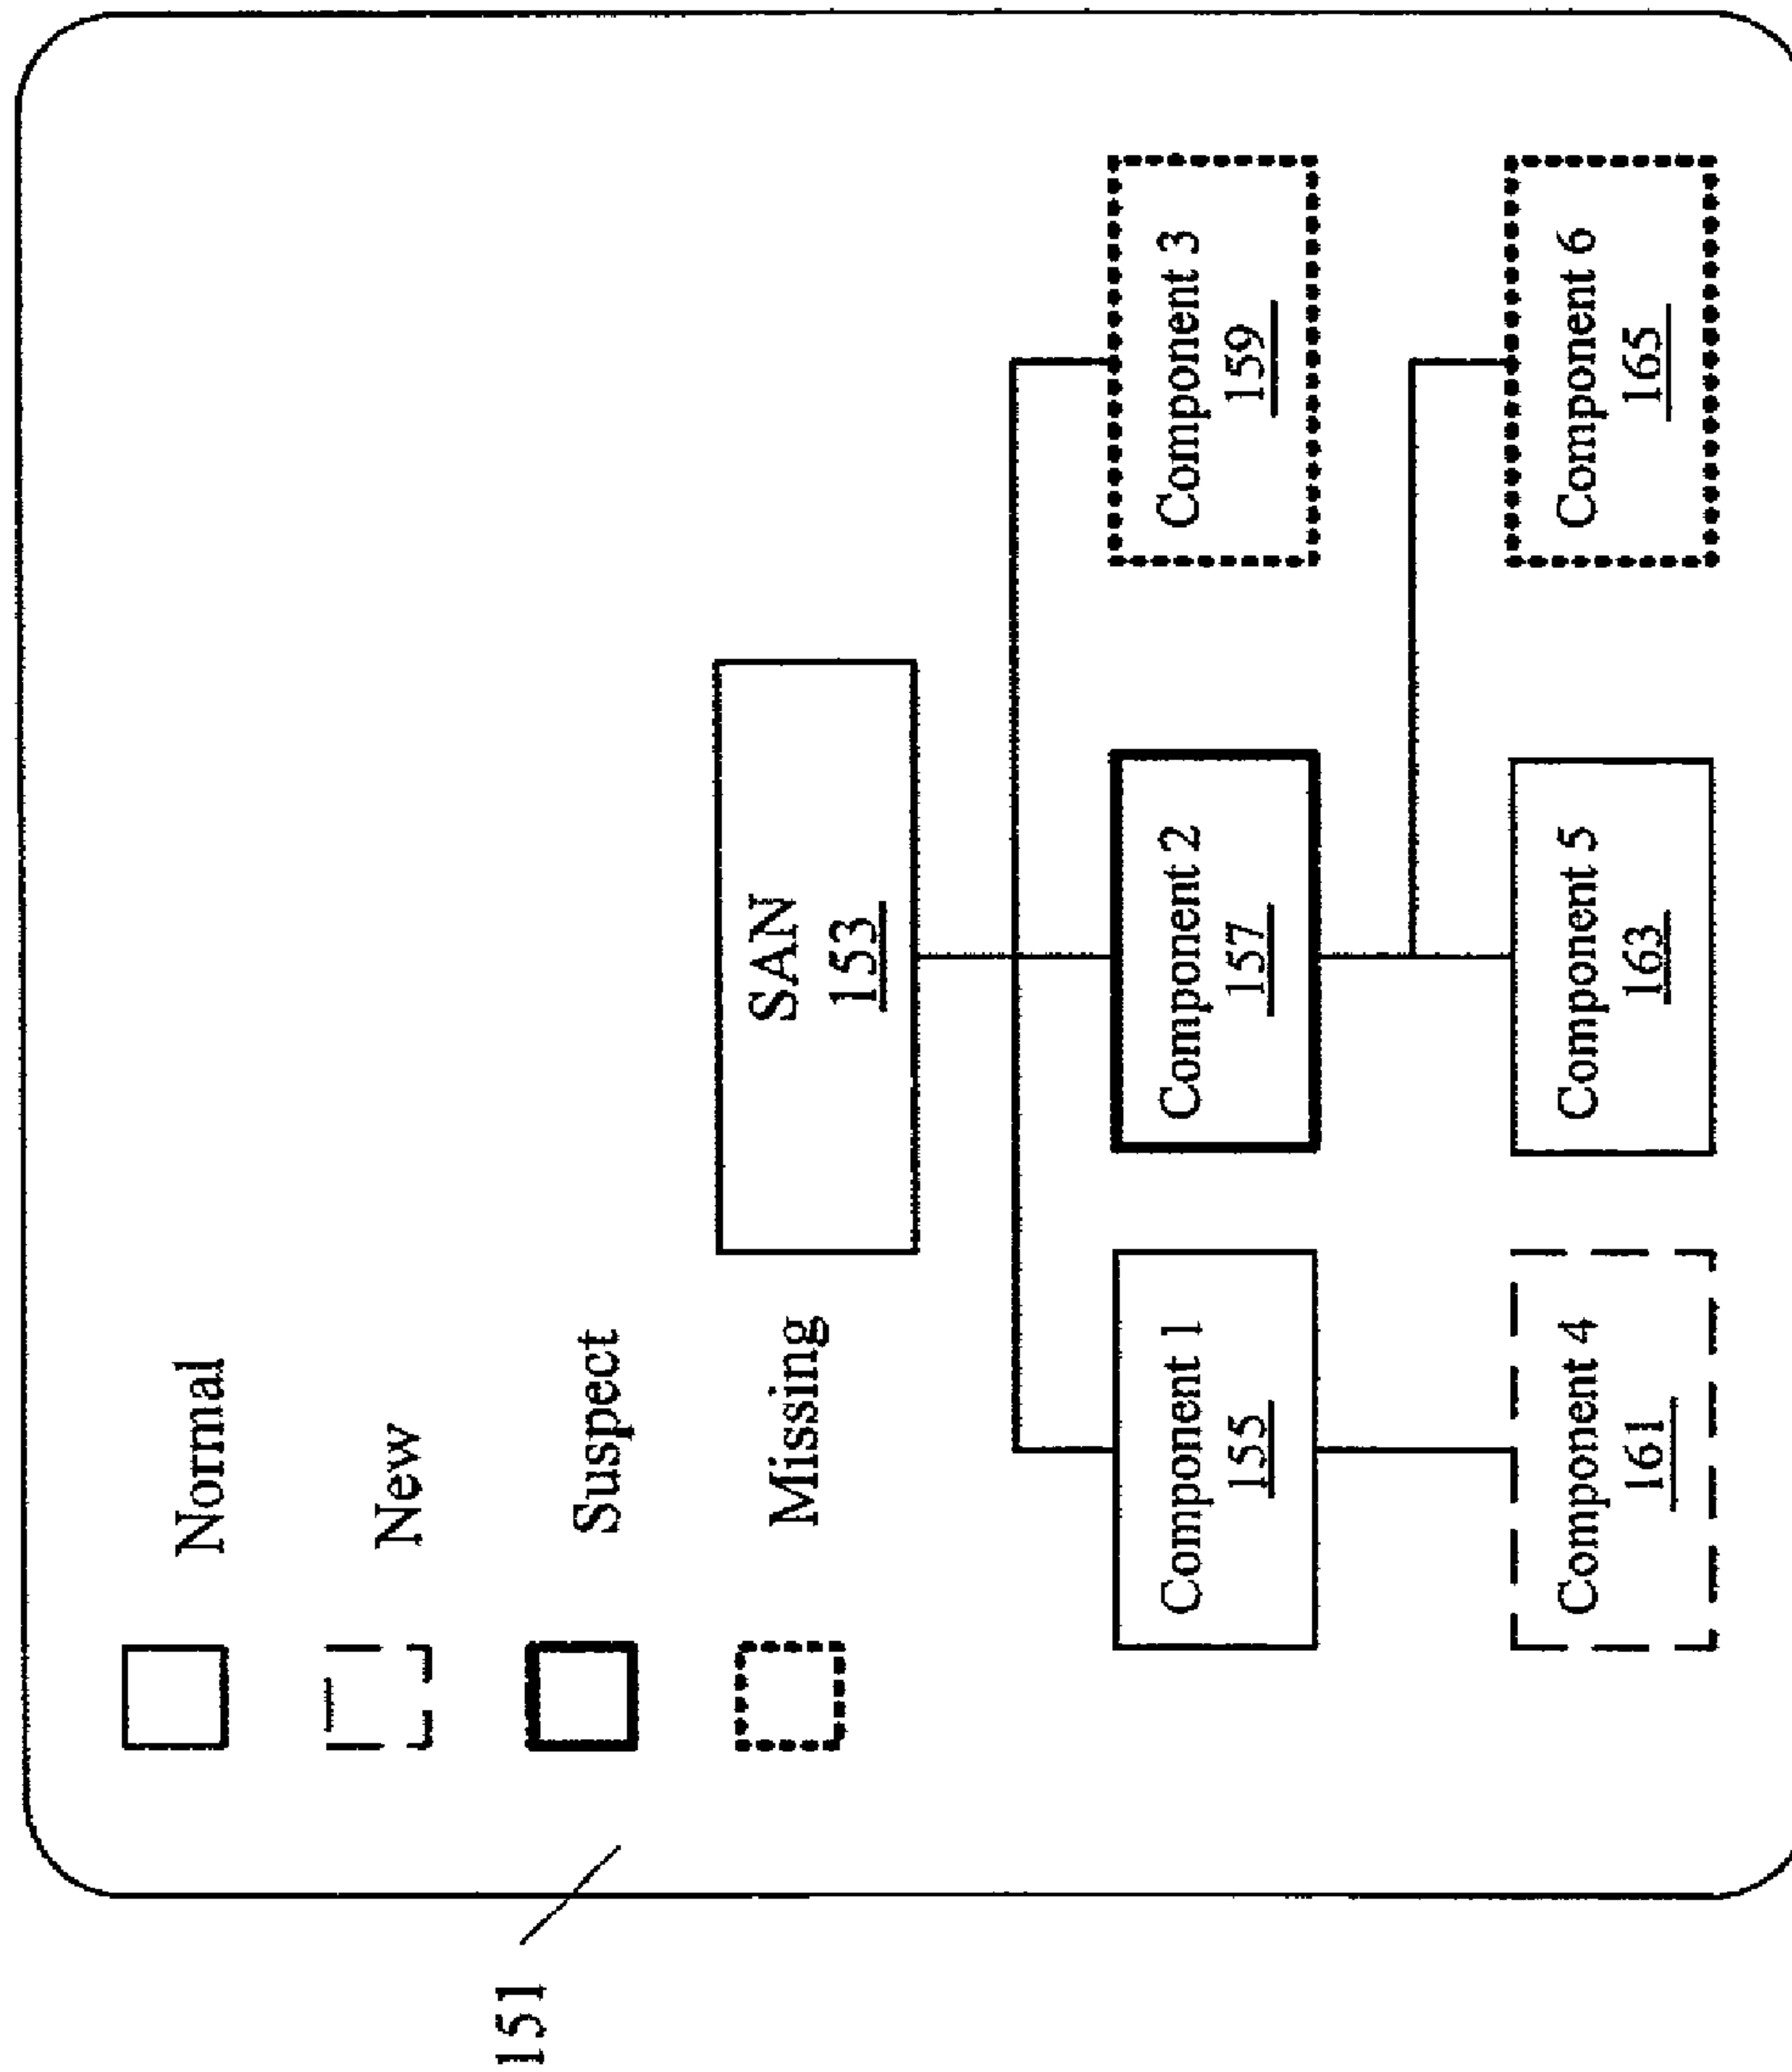 Normal
New
Suspect
Missing
SAN
153
Component 1
155
Component 2
157
Component 3
159
Component 4
161
Component 5
163
Component 6
165
151